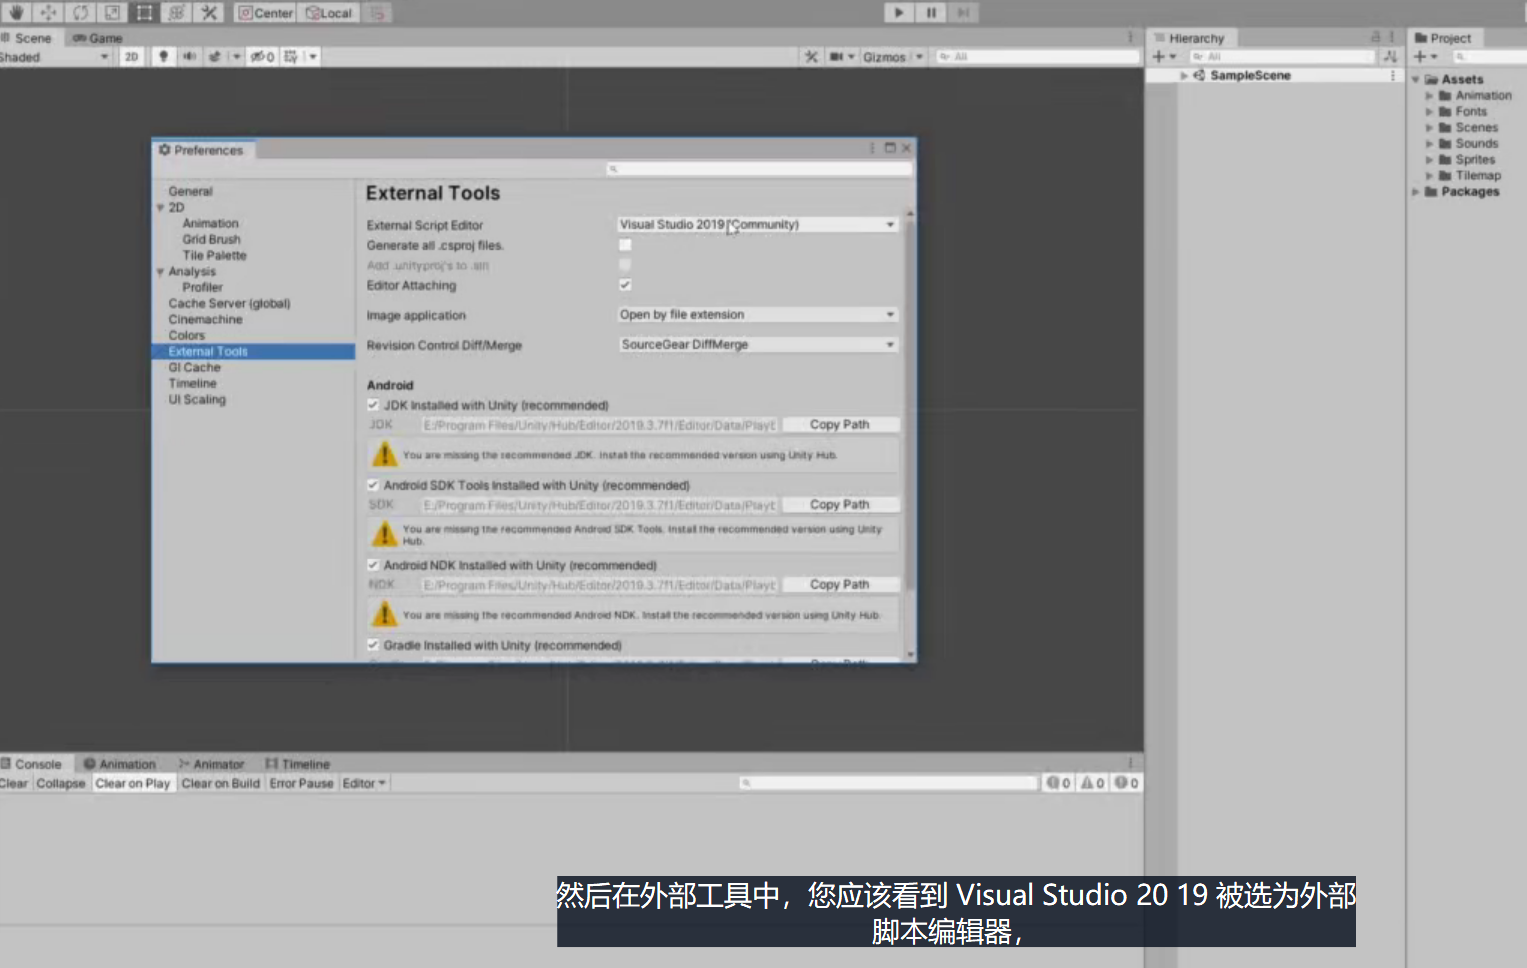 Center
Local
Scene
Game
Shaded
2D
0
Gizmos
All
Hierarchy
All
SampleScene
Project
Assets
Animation
Fonts
Scenes
Sounds
Sprites
Tilemap
Packages
Preferences
General
2D
Animation
Grid Brush
Tile Palette
Analysis
Profiler
Cache Server (global)
Cinemachine
Colors
External Tools
GI Cache
Timeline
UI Scaling
External Tools
External Script Editor
Visual Studio 2019 (Community)
Generate all .csproj files.
Add .unityproj's to .sln
Editor Attaching
Image application
Open by file extension
Revision Control Diff/Merge
SourceGear DiffMerge
Android
JDK Installed with Unity (recommended)
JDK
E:/Program Files/Unity/Hub/Editor/2019.3.7f1/Editor/Data/Playb
Copy Path
You are missing the recommended JDK. Install the recommended version using Unity Hub.
Android SDK Tools Installed with Unity (recommended)
SDK
E:/Program Files/Unity/Hub/Editor/2019.3.7f1/Editor/Data/Playb
Copy Path
You are missing the recommended Android SDK Tools. Install the recommended version using Unity
Hub.
Android NDK Installed with Unity (recommended)
NDK
E:/Program Files/Unity/Hub/Editor/2019.3.7f1/Editor/Data/Playb
Copy Path
You are missing the recommended Android NDK. Install the recommended version using Unity Hub
Gradle Installed with Unity (recommended)
Console
Animation
Animator
Timeline
Clear
Collapse
Clear on Play
Clear on Build
Error Pause
Editor
0
0
0
然后在外部工具中，您应该看到 Visual Studio 20 19 被选为外部
脚本编辑器，